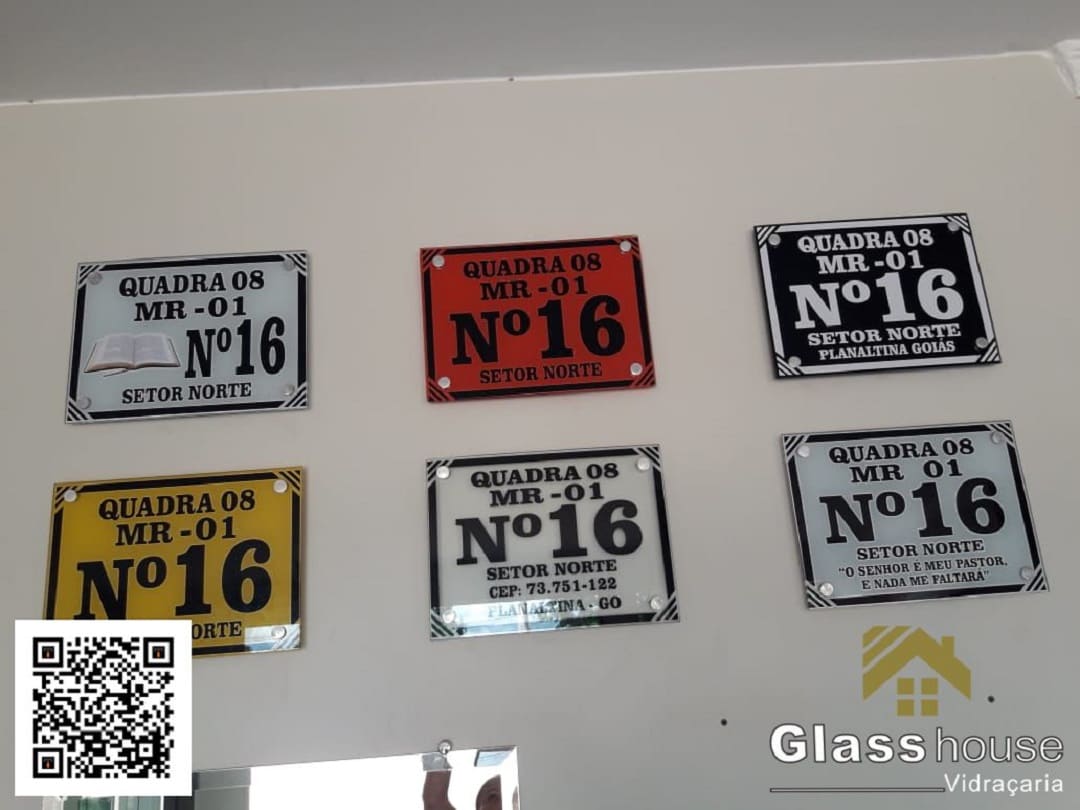 QUADRA 08
MR -01
Nº16
SETOR NORTE
QUADRA 08
MR -01
Nº16
SETOR NORTE
QUADRA 08
MR -01
Nº16
SETOR NORTE
PLANALTINA GOIÁS
QUADRA 08
MR -01
Nº16
ORTE
QUADRA 08
MR -01
Nº16
SETOR NORTE
CEP: 73.751-122
PLANALTINA - GO
QUADRA 08
MR 01
Nº16
SETOR NORTE
“O SENHOR É MEU PASTOR,
E NADA ME FALTARÁ”
Glass house
Vidraçaria